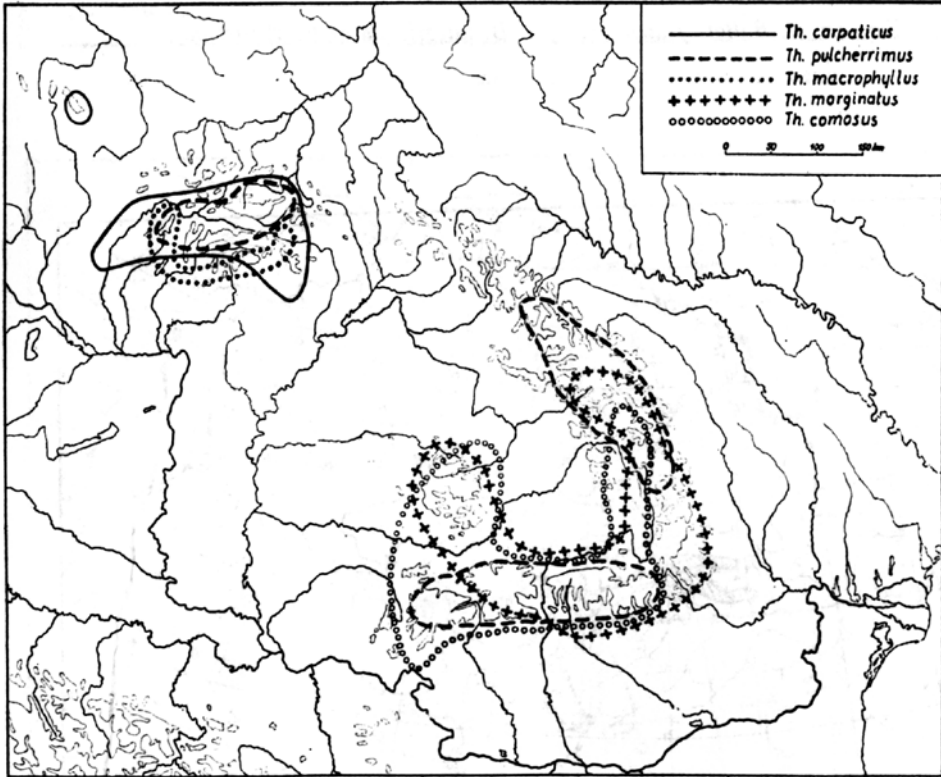 Th. carpaticus
Th. pulcherrimus
Th. macrophyllus
Th. marginatus
Th. comosus
0 50 100 150 km